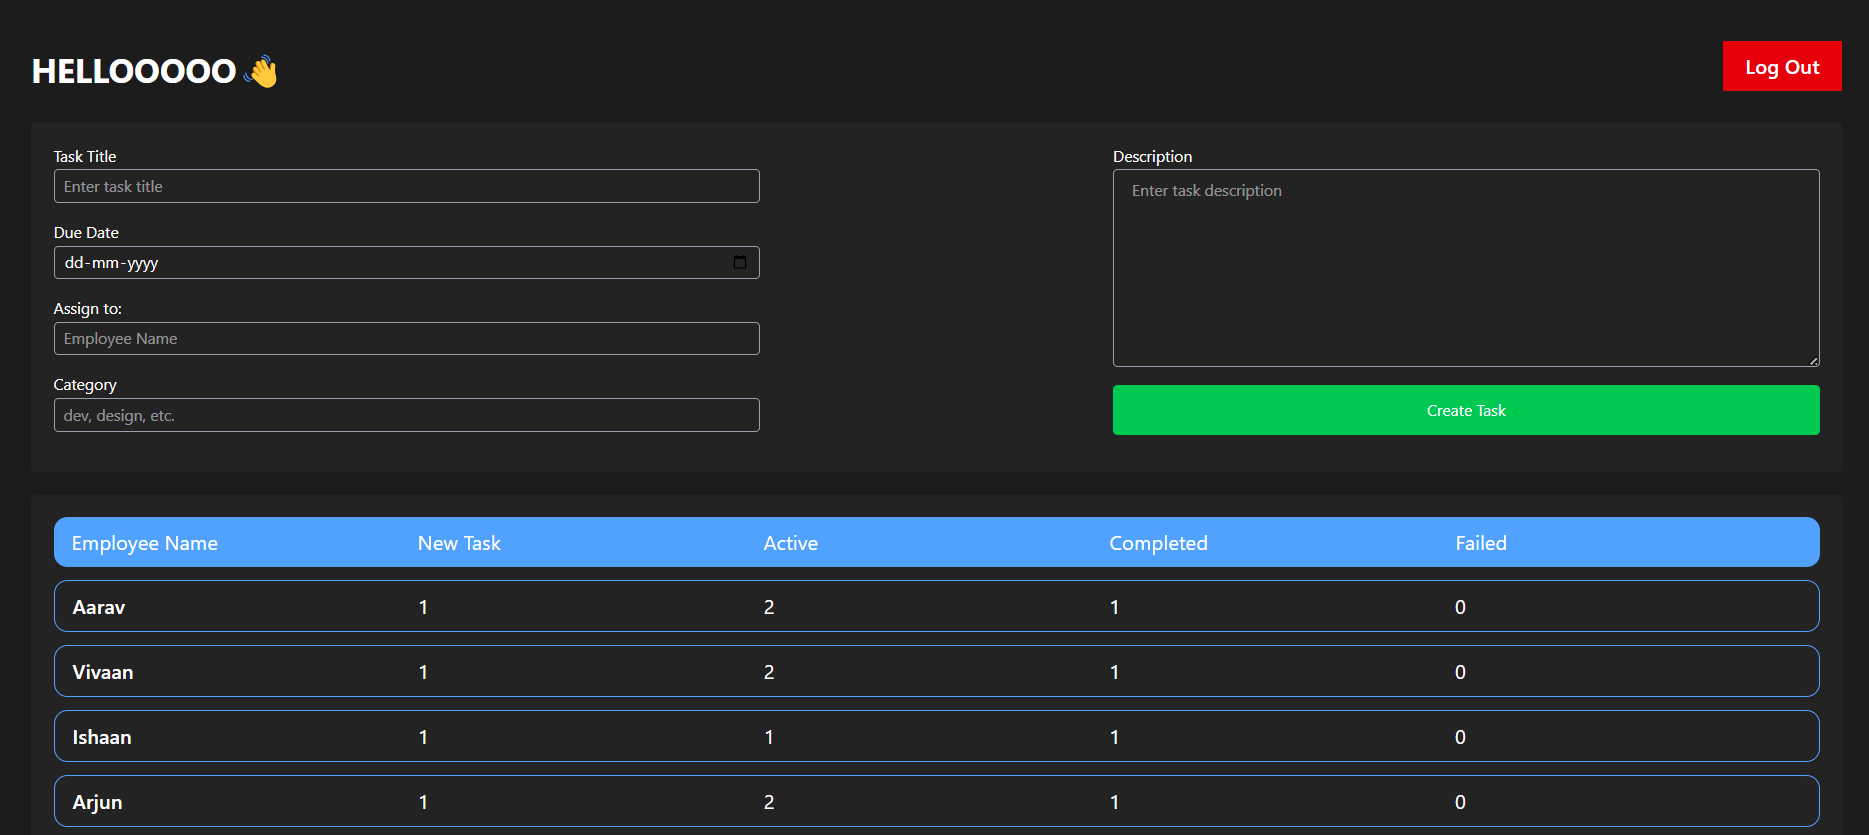 HELLOOOOO 👋
Log Out
Task Title
Enter task title
Due Date
dd-mm-yyyy
Assign to:
Employee Name
Category
dev, design, etc.
Description
Enter task description
Create Task
Employee Name New Task Active Completed Failed
Aarav 1 2 1 0
Vivaan 1 2 1 0
Ishaan 1 1 1 0
Arjun 1 2 1 0